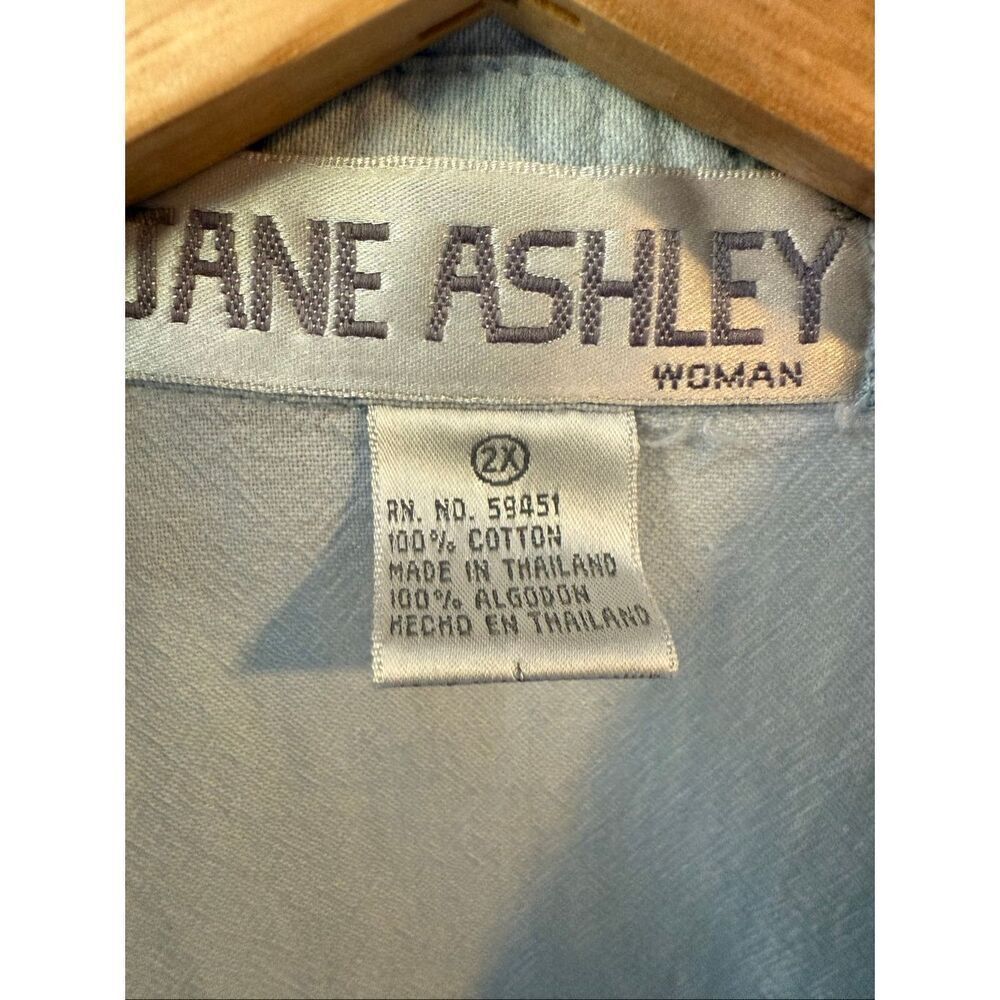 JANE ASHLEY
WOMAN
2X
RN. NO. 59451
100% COTTON
MADE IN THAILAND
100% ALGODON
HECHO EN THAILAND